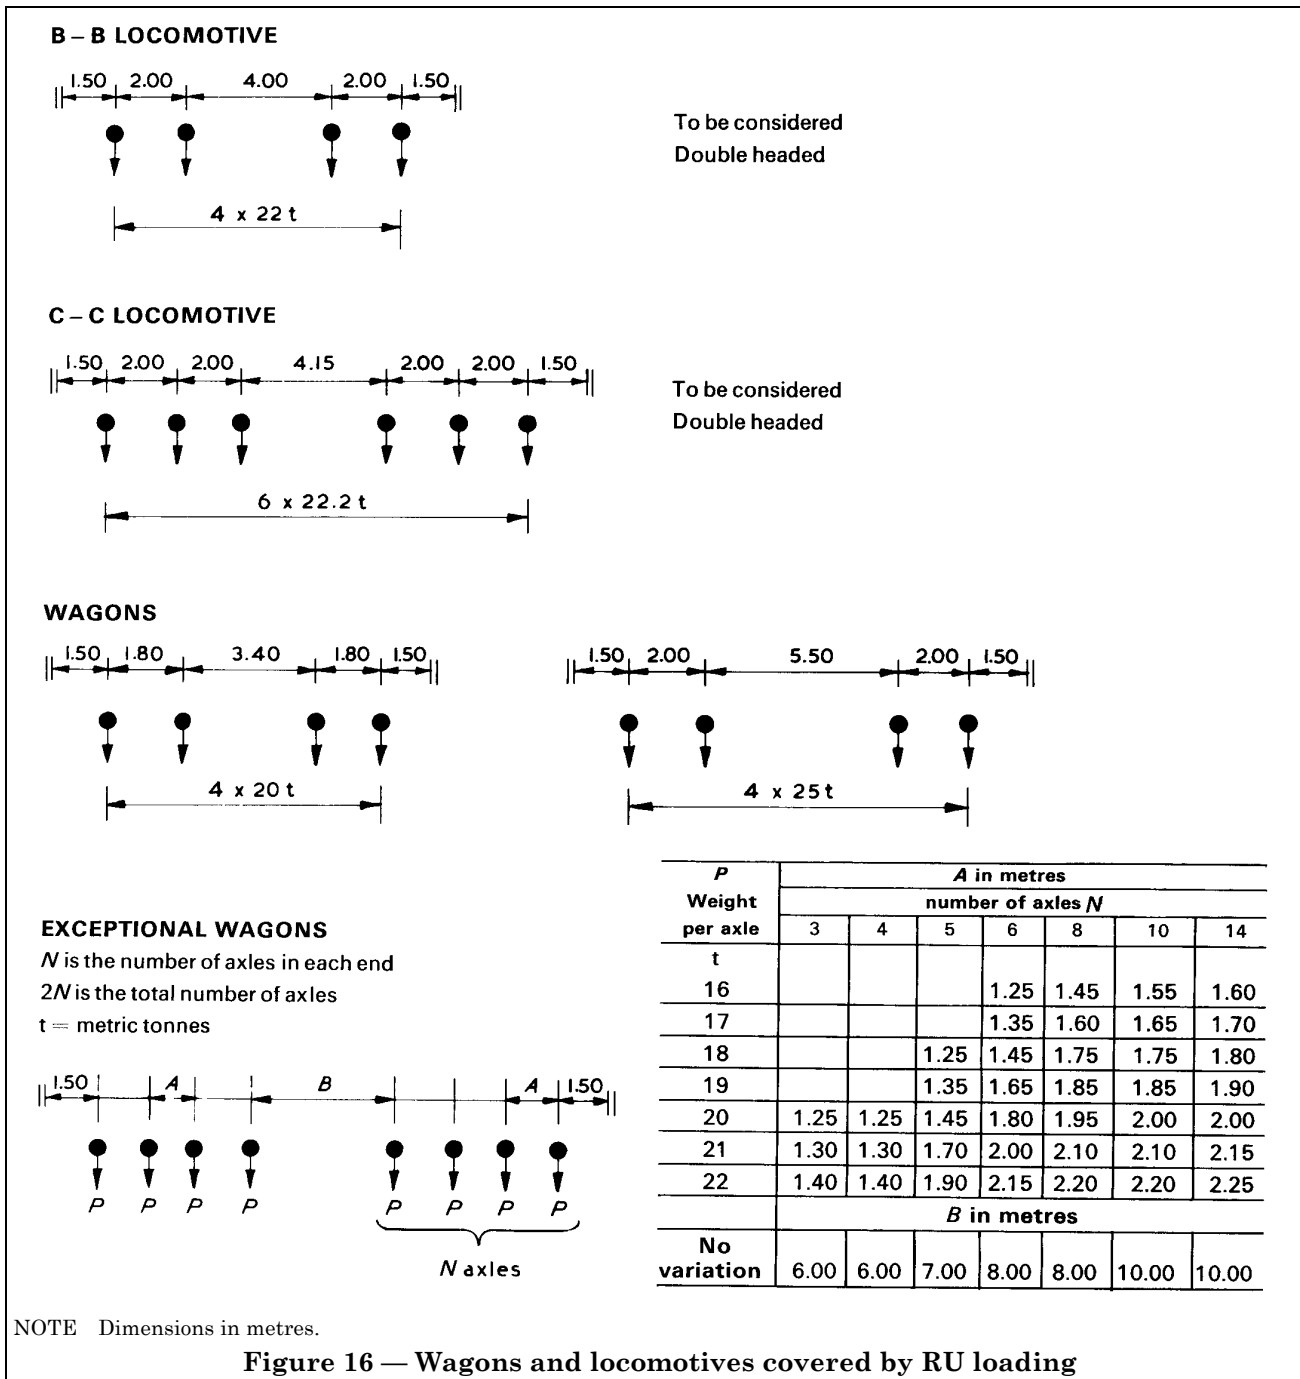 B – B LOCOMOTIVE
1.50 2.00 4.00 2.00 1.50
To be considered
Double headed
4 x 22 t
C – C LOCOMOTIVE
1.50 2.00 2.00 4.15 2.00 2.00 1.50
To be considered
Double headed
6 x 22.2 t
WAGONS
1.50 1.80 3.40 1.80 1.50
1.50 2.00 5.50 2.00 1.50
4 x 20 t
4 x 25 t
EXCEPTIONAL WAGONS
N is the number of axles in each end
2N is the total number of axles
t = metric tonnes
1.50 A B A 1.50
P P P P P P P P
N axles
P A in metres
Weight number of axles N
per axle 3 4 5 6 8 10 14
t
16 1.25 1.45 1.55 1.60
17 1.35 1.60 1.65 1.70
18 1.25 1.45 1.75 1.75 1.80
19 1.35 1.65 1.85 1.85 1.90
20 1.25 1.25 1.45 1.80 1.95 2.00 2.00
21 1.30 1.30 1.70 2.00 2.10 2.10 2.15
22 1.40 1.40 1.90 2.15 2.20 2.20 2.25
B in metres
No
variation 6.00 6.00 7.00 8.00 8.00 10.00 10.00
NOTE Dimensions in metres.
Figure 16 — Wagons and locomotives covered by RU loading